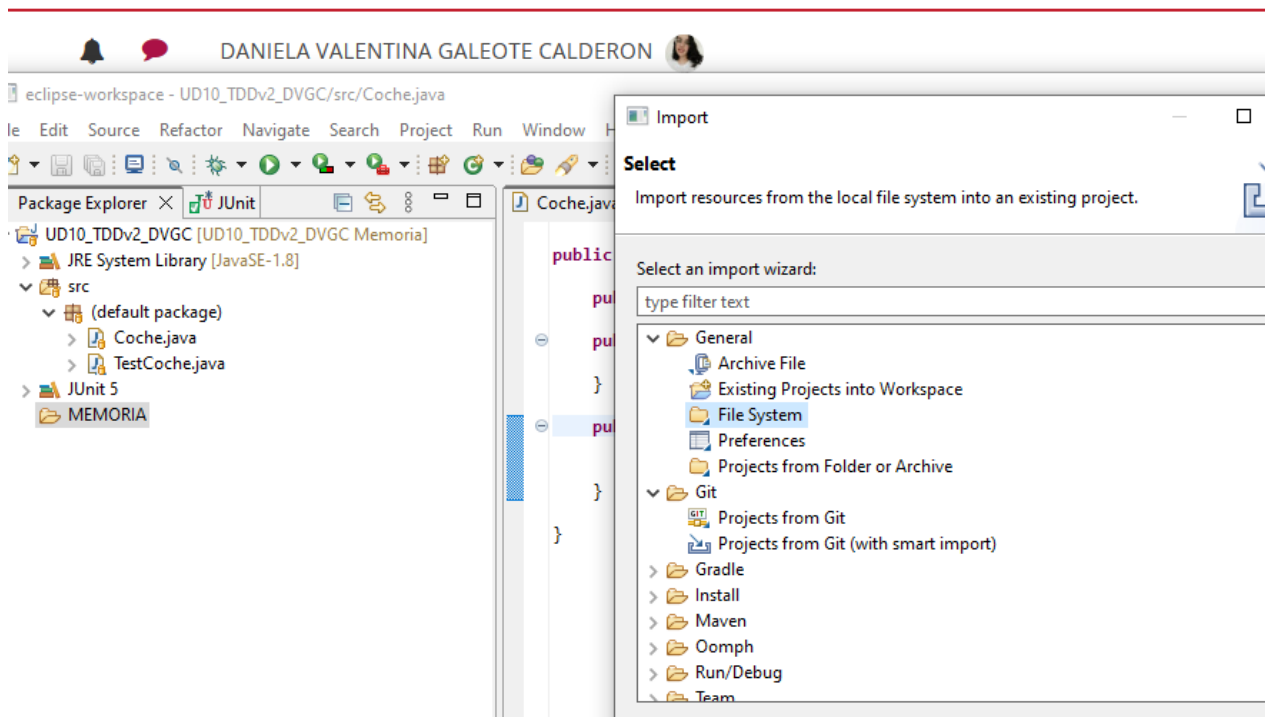 DANIELA VALENTINA GALEOTE CALDERON
eclipse-workspace - UD10_TDDv2_DVGC/src/Coche.java
Edit Source Refactor Navigate Search Project Run Window
Package Explorer
JUnit
UD10_TDDv2_DVGC [UD10_TDDv2_DVGC Memoria]
JRE System Library [JavaSE-1.8]
src
(default package)
Coche.java
TestCoche.java
JUnit 5
MEMORIA
Coche.java
public
pul
pul
}
pul
}
}
Import
Select
Import resources from the local file system into an existing project.
Select an import wizard:
type filter text
General
Archive File
Existing Projects into Workspace
File System
Preferences
Projects from Folder or Archive
Git
Projects from Git
Projects from Git (with smart import)
Gradle
Install
Maven
Oomph
Run/Debug
Team